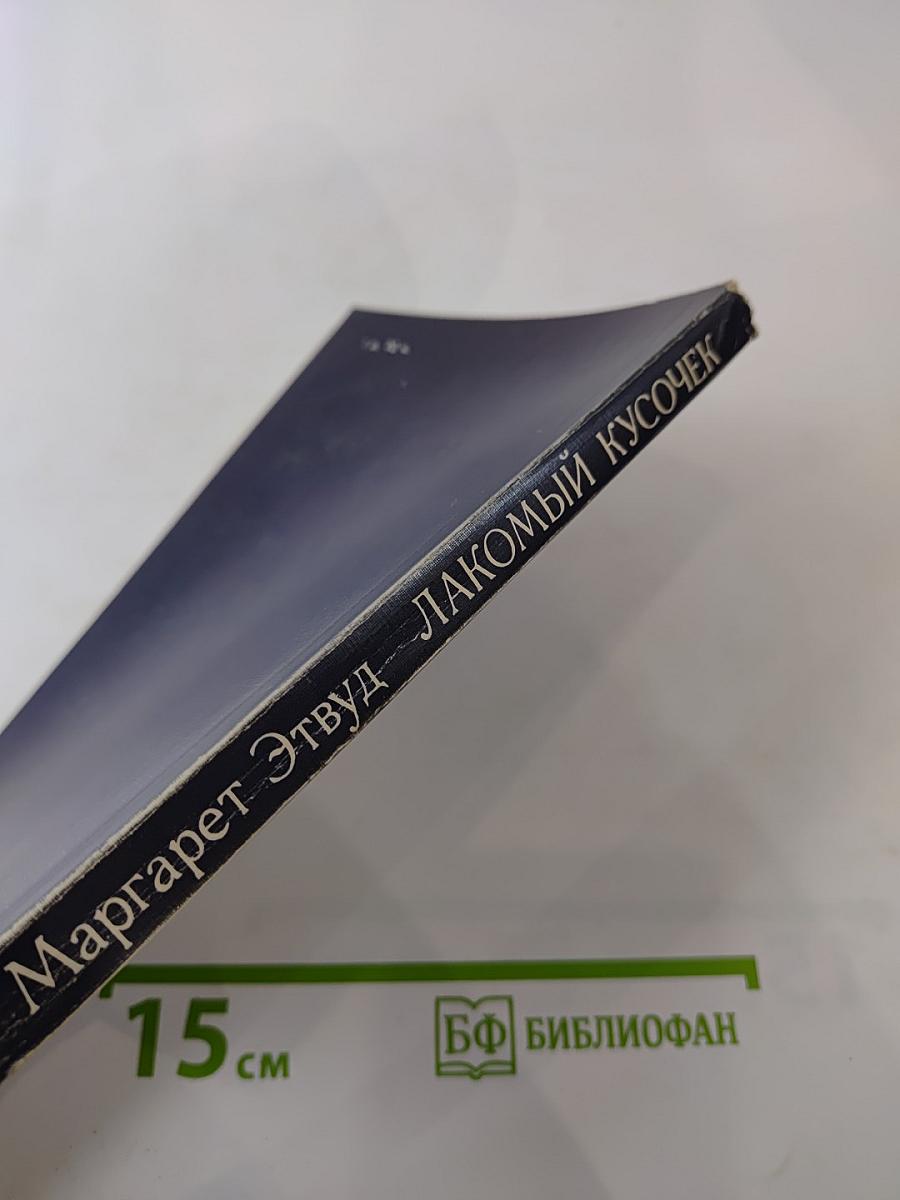 Маргарет Этвуд ЛАКОМЫЙ КУСОЧЕК
15 см
БФ БИБЛИОФАН